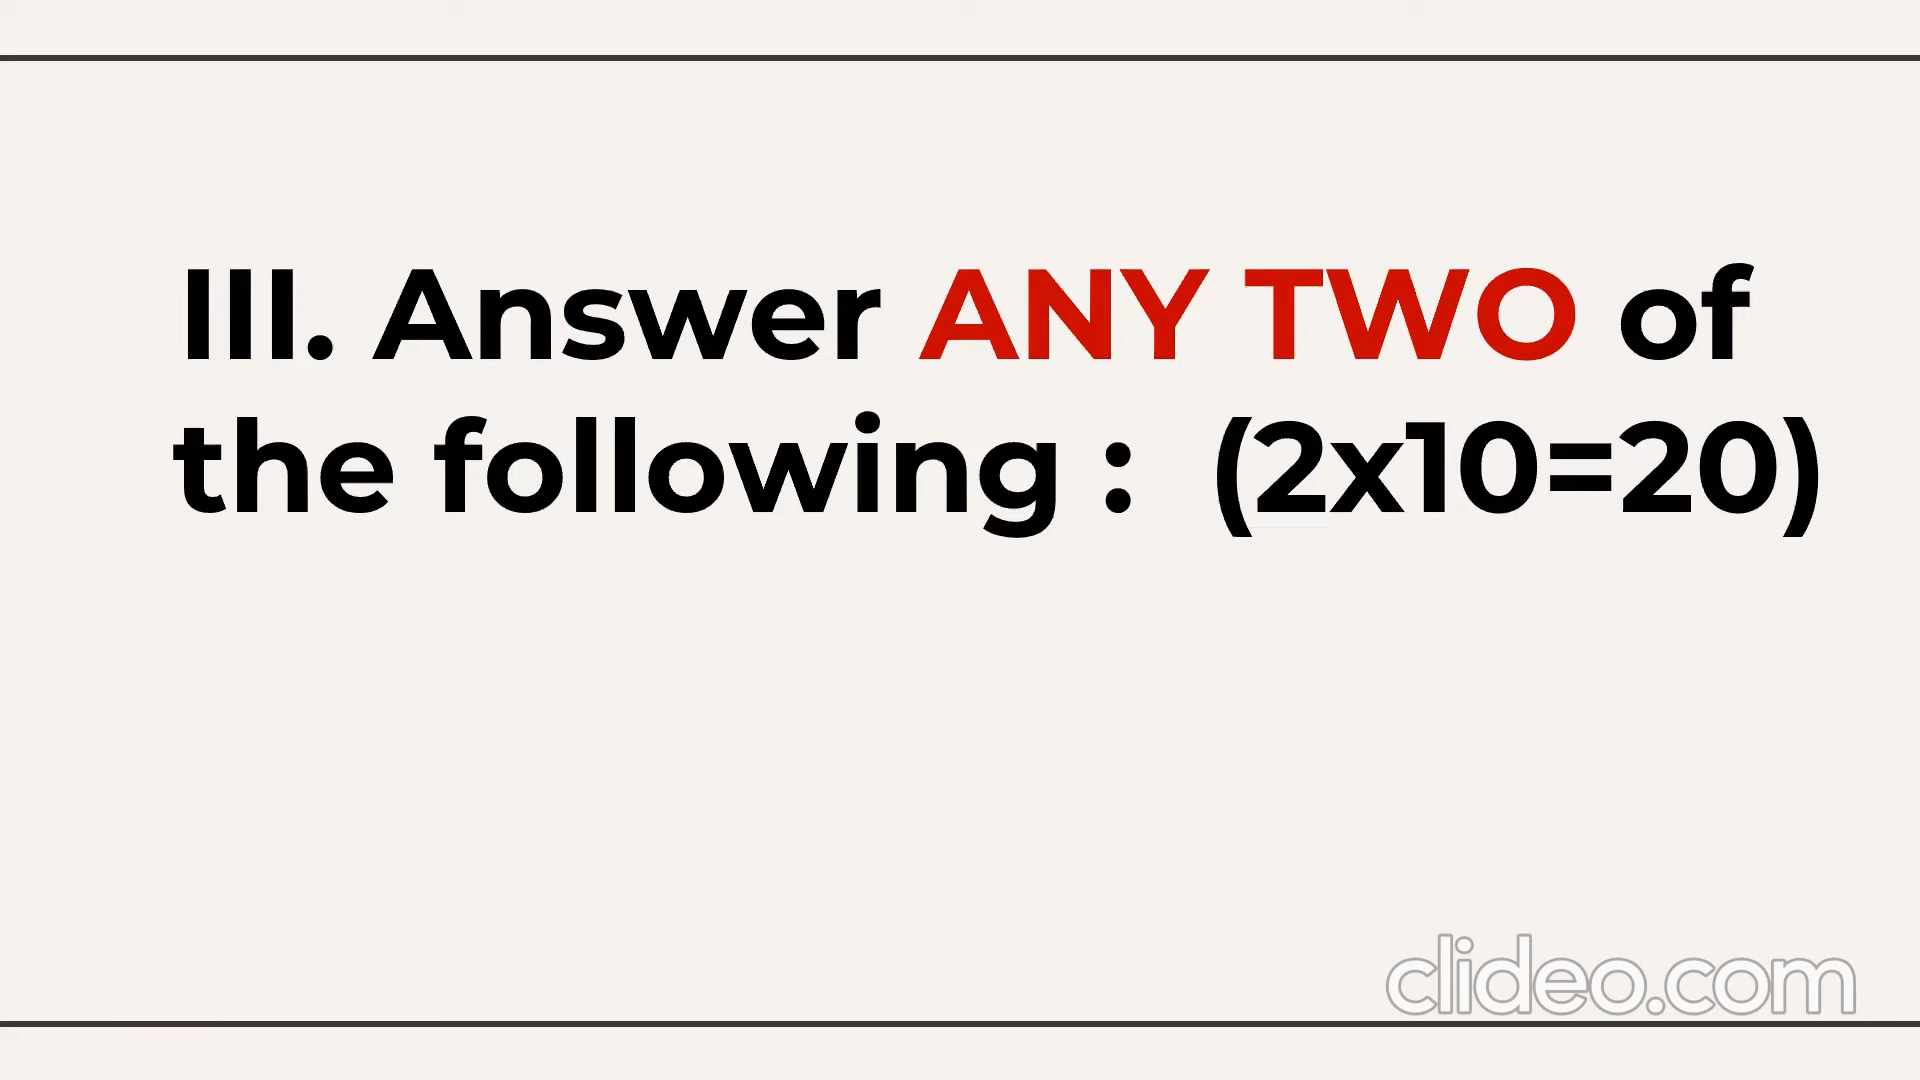 III. Answer ANY TWO of
the following :  (2x10=20)
clideo.com